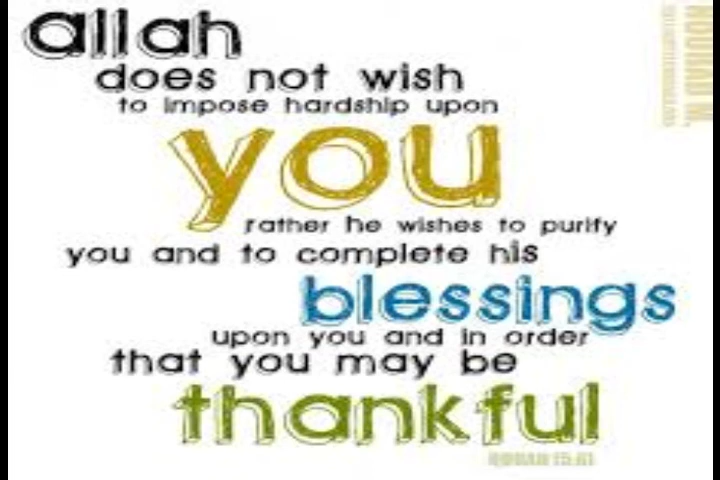 allah
does not wish
to impose hardship upon
you
rather he wishes to purify
you and to complete his
blessings
upon you and in order
that you may be
thankful